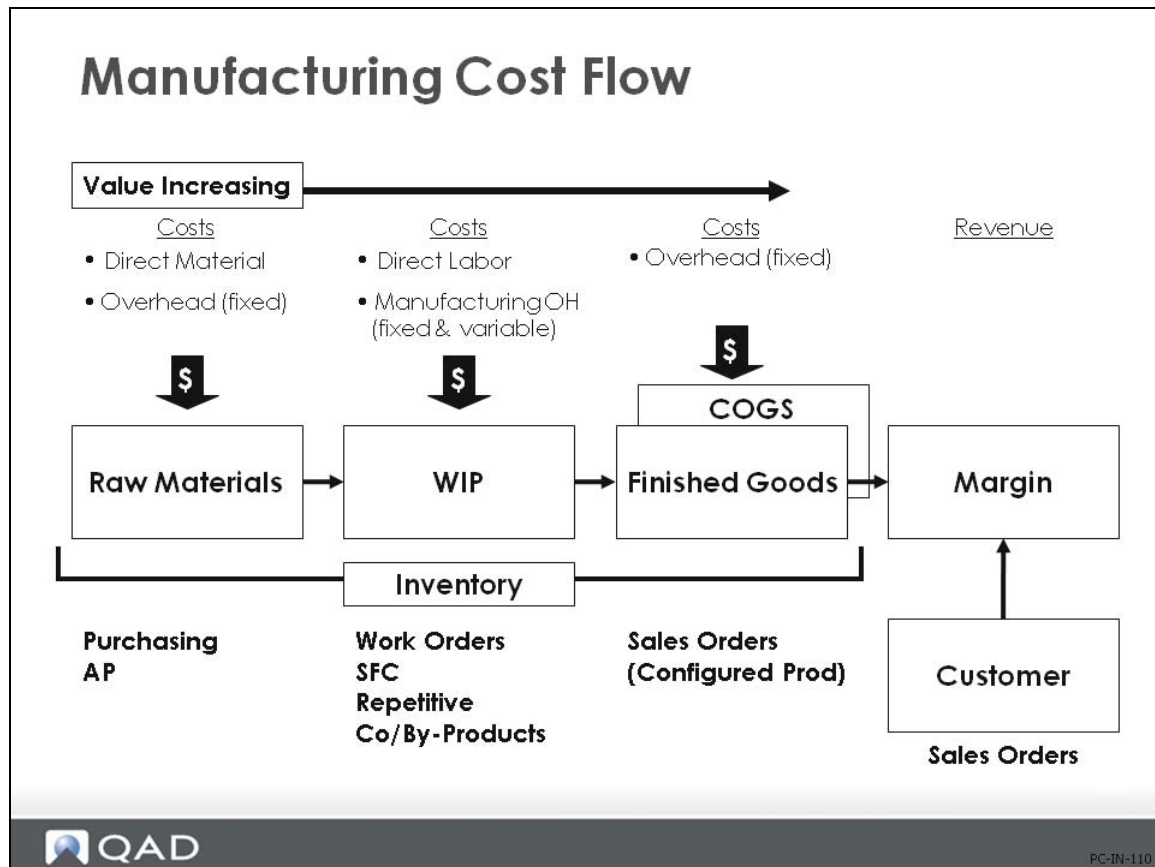 Manufacturing Cost Flow
Value Increasing
Costs
• Direct Material
• Overhead (fixed)
Costs
• Direct Labor
• Manufacturing OH
(fixed & variable)
Costs
• Overhead (fixed)
Revenue
$
$
$
COGS
Raw Materials
WIP
Finished Goods
Margin
Inventory
Purchasing
AP
Work Orders
SFC
Repetitive
Co/By-Products
Sales Orders
(Configured Prod)
Customer
Sales Orders
QAD
PC-IN-110